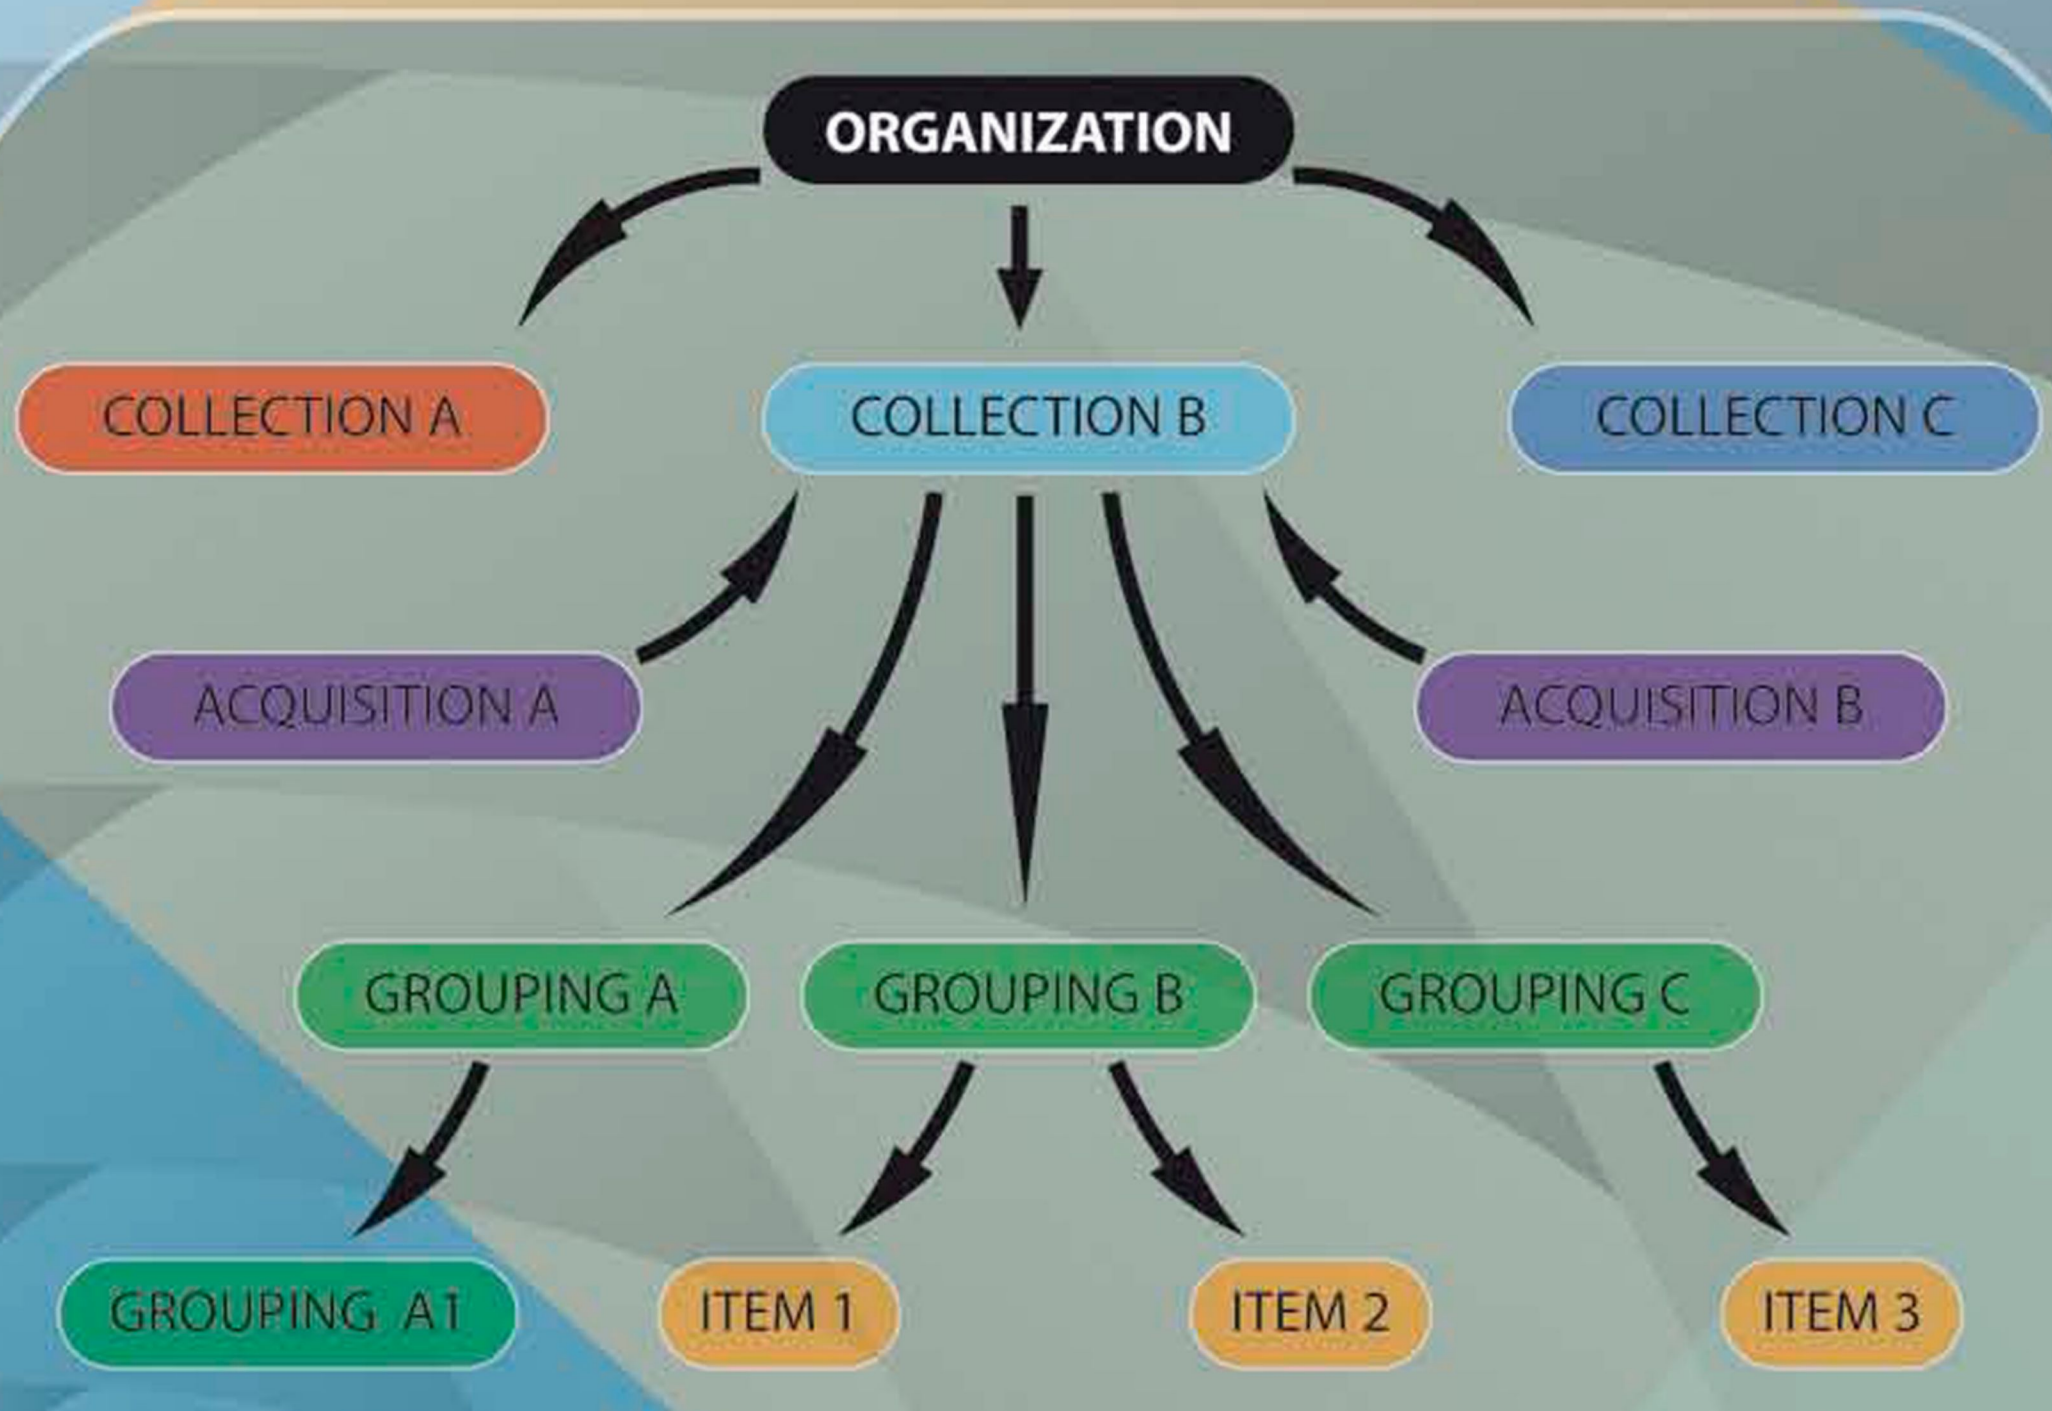 ORGANIZATION
COLLECTION A
COLLECTION B
COLLECTION C
ACQUISITION A
ACQUISITION B
GROUPING A
GROUPING B
GROUPING C
GROUPING A1
ITEM 1
ITEM 2
ITEM 3